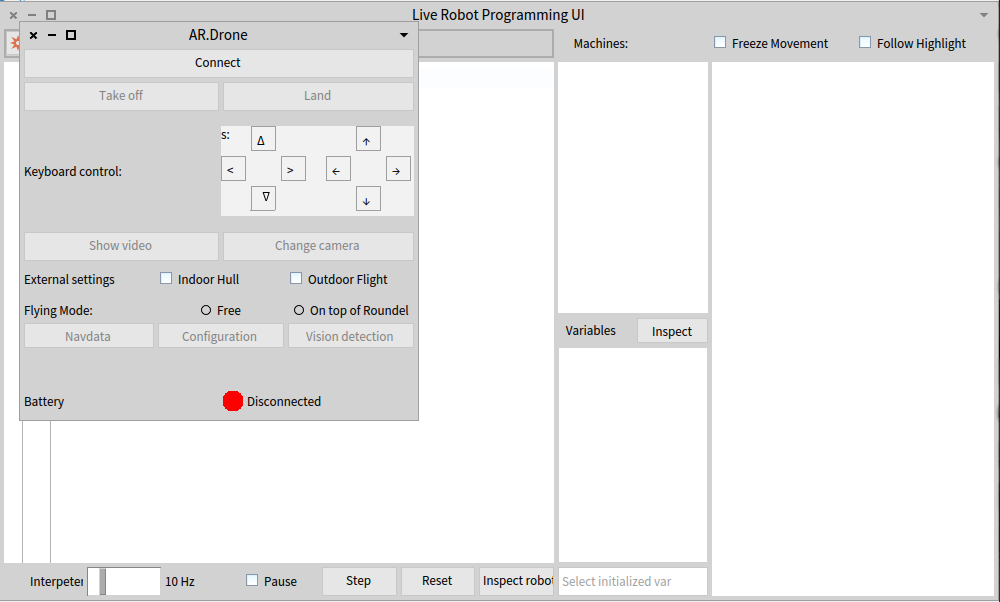 Live Robot Programming UI
AR.Drone
Machines:
Freeze Movement
Follow Highlight
Connect
Take off
Land
s:
Keyboard control:
Show video
Change camera
External settings
Indoor Hull
Outdoor Flight
Flying Mode:
Free
On top of Roundel
Navdata
Configuration
Vision detection
Battery
Disconnected
Variables
Inspect
Interpeter
10 Hz
Pause
Step
Reset
Inspect robot
Select initialized var